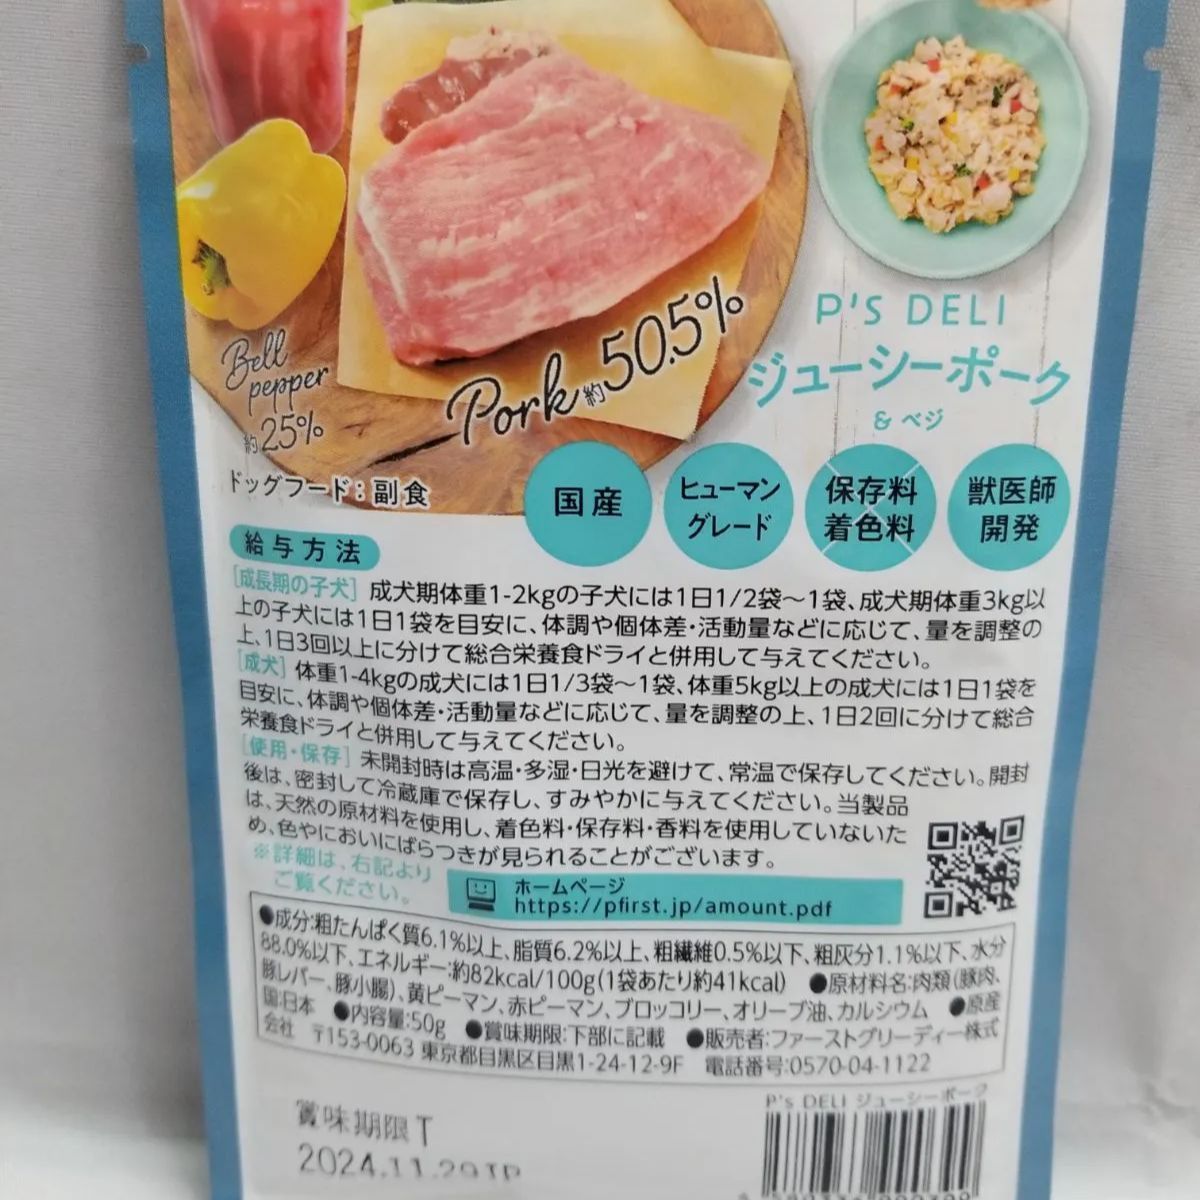 P'S DELI
ジューシーポーク
& ベジ
Bell
pepper
約25%
Pork約50.5%
ドッグフード:副食
国産
ヒューマン
グレード
保存料
着色料
獣医師
開発
給与方法
[成長期の子犬] 成犬期体重1-2kgの子犬には1日1/2袋〜1袋、成犬期体重3kg以
上の子犬には1日1袋を目安に、体調や個体差・活動量などに応じて、量を調整の
上、1日3回以上に分けて総合栄養食ドライと併用して与えてください。
[成犬] 体重1-4kgの成犬には1日1/3袋〜1袋、体重5kg以上の成犬には1日1袋を
目安に、体調や個体差・活動量などに応じて、量を調整の上、1日2回に分けて総合
栄養食ドライと併用して与えてください。
[使用・保存] 未開封時は高温・多湿・日光を避けて、常温で保存してください。開封
後は、密封して冷蔵庫で保存し、すみやかに与えてください。当製品
は、天然の原材料を使用し、着色料・保存料・香料を使用していないた
め、色やにおいにばらつきが見られることがございます。
※詳細は、右記より
ご覧ください。
ホームページ
https://pfirst.jp/amount.pdf
●成分:粗たんぱく質6.1%以上、脂質6.2%以上、粗繊維0.5%以下、粗灰分1.1%以下、水分
88.0%以下、エネルギー:約82kcal/100g(1袋あたり約41kcal) ●原材料名:肉類(豚肉、
豚レバー、豚小腸)、黄ピーマン、赤ピーマン、ブロッコリー、オリーブ油、カルシウム ●原産
国:日本 ●内容量:50g ●賞味期限:下部に記載 ●販売者:ファーストグリーディー株式
会社 〒153-0063 東京都目黒区目黒1-24-12-9F 電話番号:0570-04-1122
P's DELI ジューシーポーク
賞味期限T
2024.11.29TP